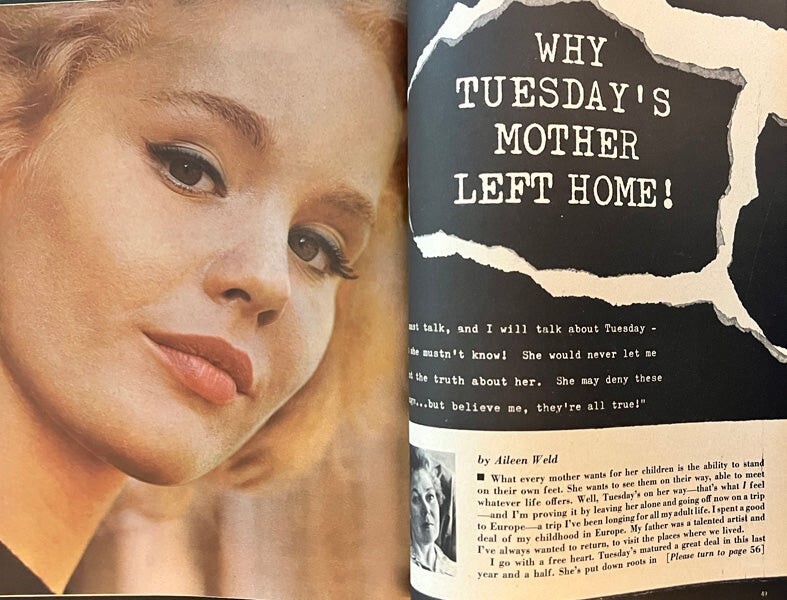 WHY
TUESDAY'S
MOTHER
LEFT HOME!
talk, and I will talk about Tuesday -
she mustn't know! She would never let me
the truth about her. She may deny these
...but believe me, they're all true!"
by Aileen Weld
■ What every mother wants for her children is the ability to stand
on their own feet. She wants to see them on their way, able to meet
whatever life offers. Well, Tuesday's on her way—that's what I feel
—and I'm proving it by leaving her alone and going off now on a trip
to Europe—a trip I've been longing for all my adult life. I spent a good
deal of my childhood in Europe. My father was a talented artist and
I've always wanted to return, to visit the places where we lived.
I go with a free heart. Tuesday's matured a great deal in this last
year and a half. She's put down roots in [Please turn to page 56]